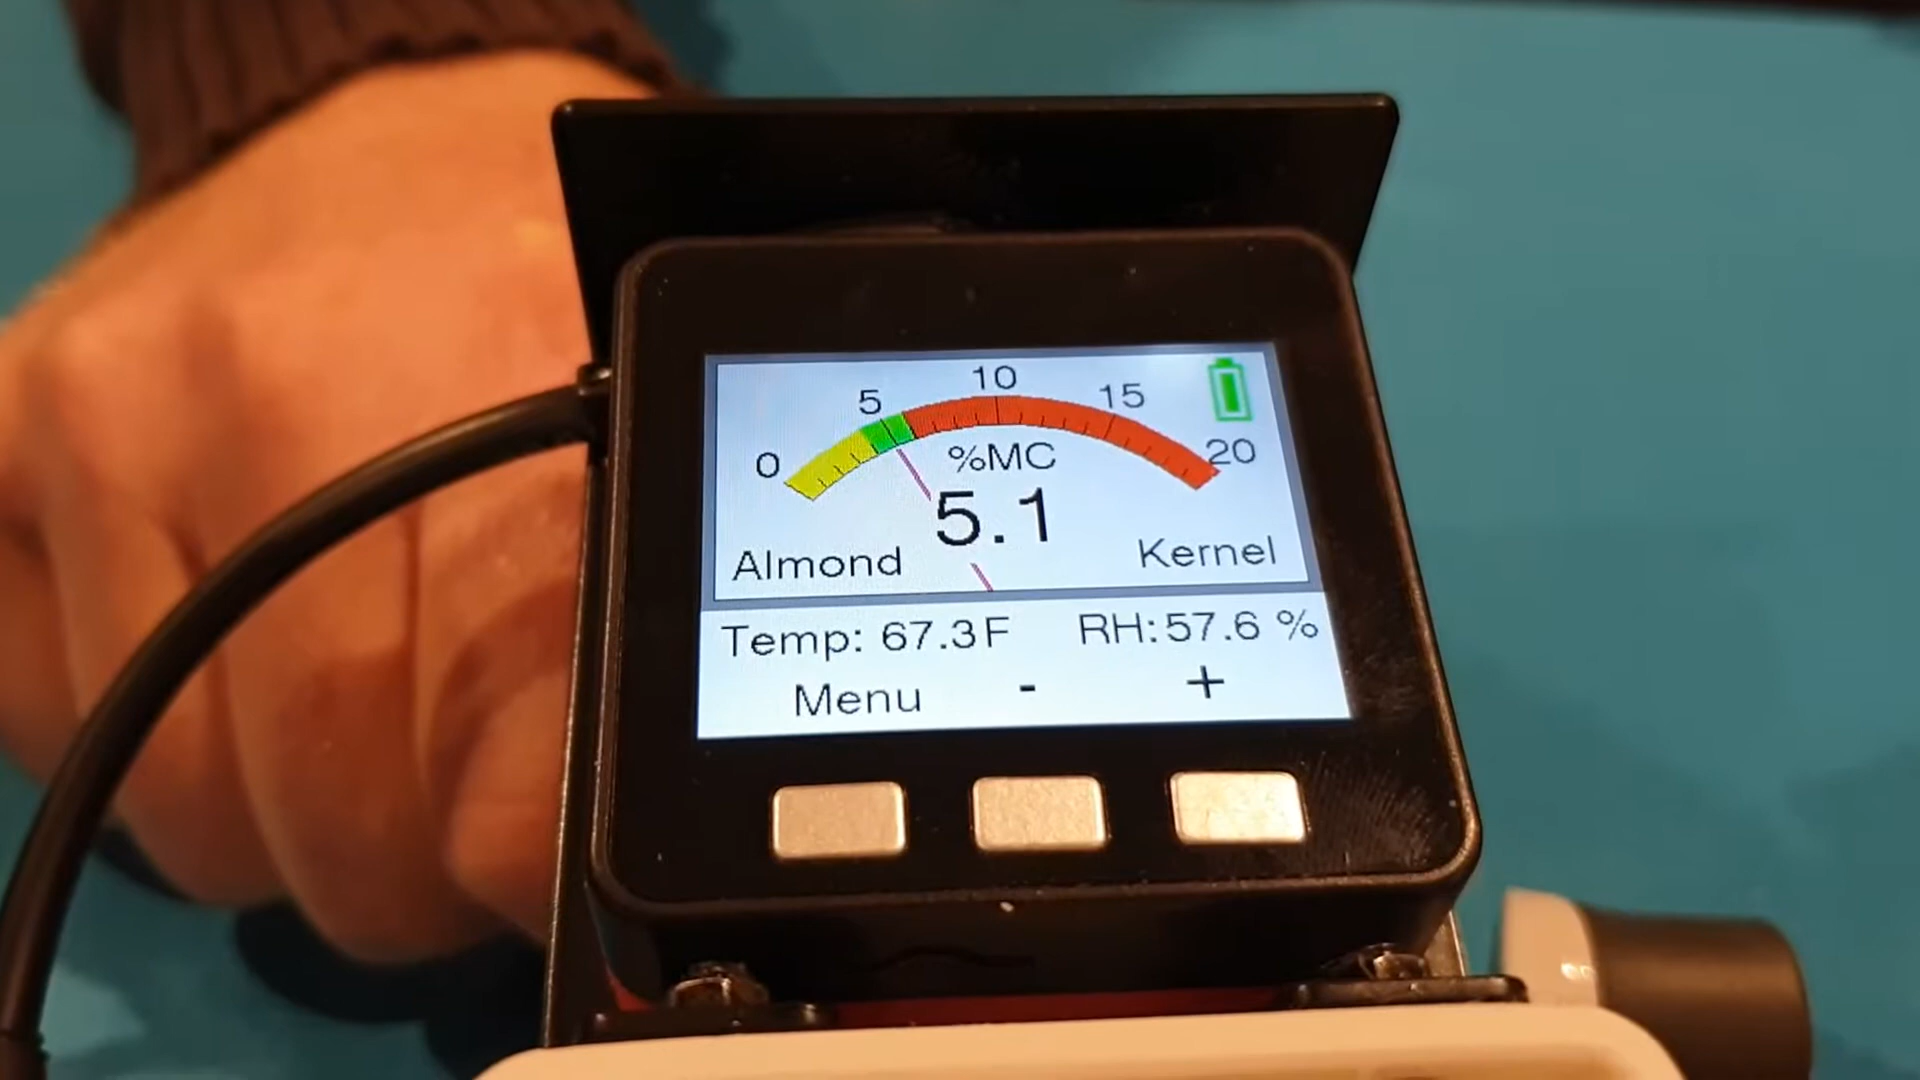 0 5 10 15 20
%MC
5.1
Almond Kernel
Temp: 67.3F RH:57.6 %
Menu - +